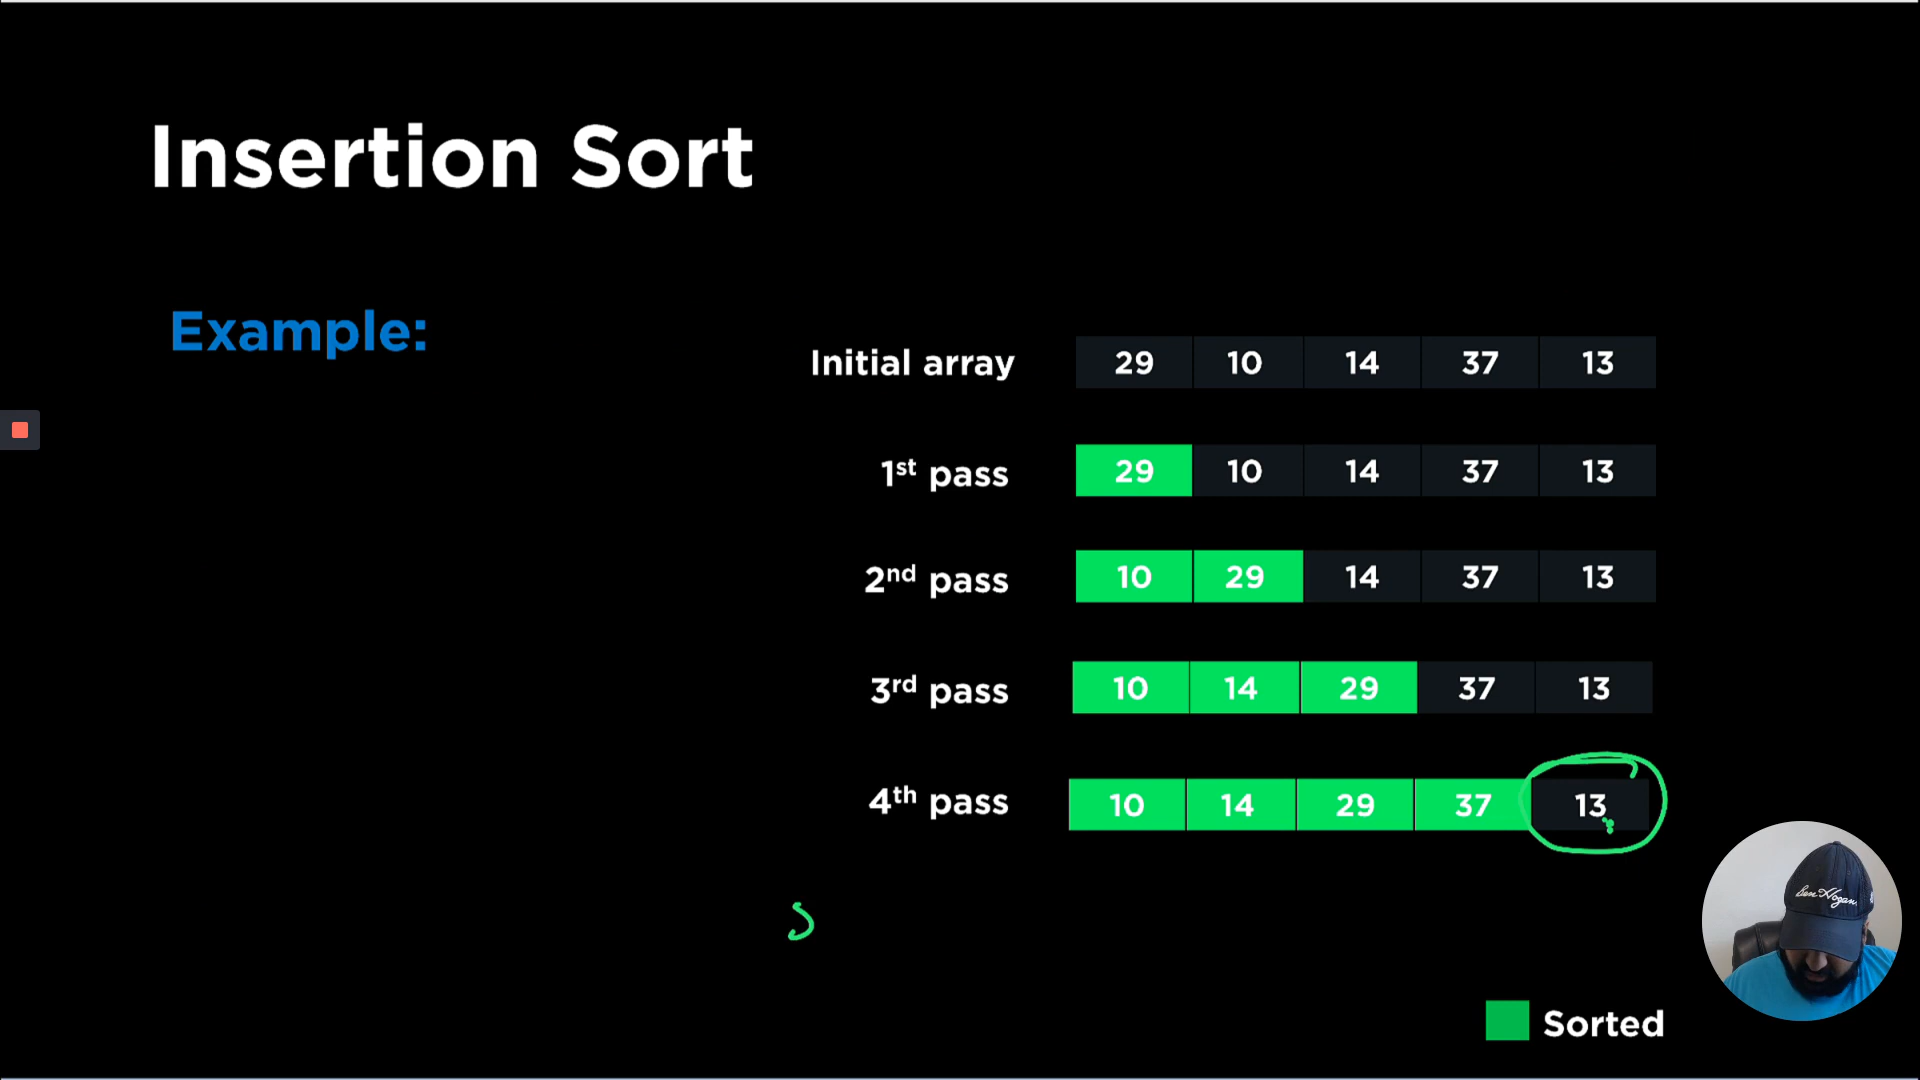 Insertion Sort
Example:
Initial array 29 10 14 37 13
1st pass 29 10 14 37 13
2nd pass 10 29 14 37 13
3rd pass 10 14 29 37 13
4th pass 10 14 29 37 13
Ben Hogan
Sorted